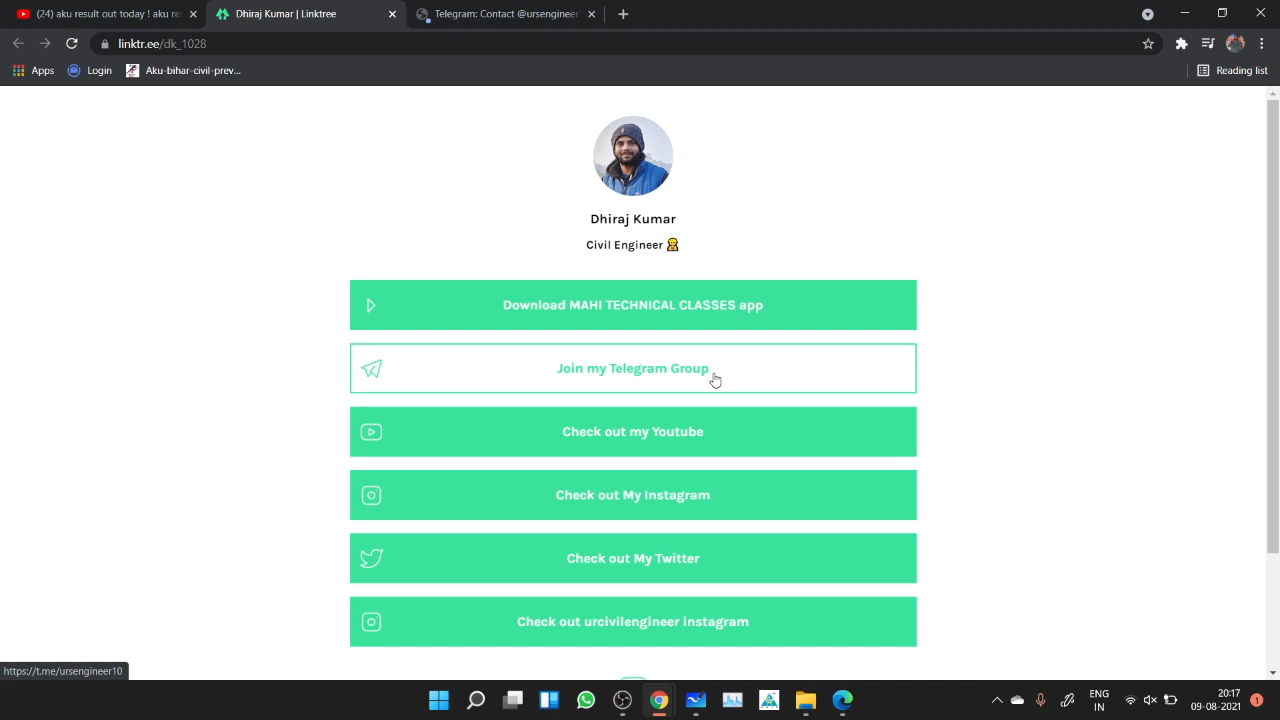 (24) aku result out today ! aku re
Dhiraj Kumar | Linktree
Telegram: Contact @ursengineer
linktr.ee/dk_1028
Apps
Login
Aku-bihar-civil-prev...
Reading list
Dhiraj Kumar
Civil Engineer
Download MAHI TECHNICAL CLASSES app
Join my Telegram Group
Check out my Youtube
Check out My Instagram
Check out My Twitter
Check out urcivilengineer instagram
https://t.me/ursengineer10
ENG
IN
20:17
09-08-2021
1